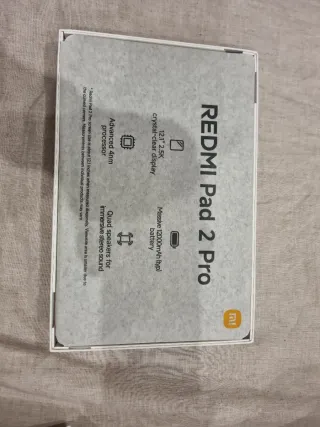 REDMI Pad 2 Pro
12.1" 2.5K
crystal-clear display
Massive 12000mAh (typ)
battery
Advanced 4nm
processor
Quad speakers for
immersive stereo sound
mi